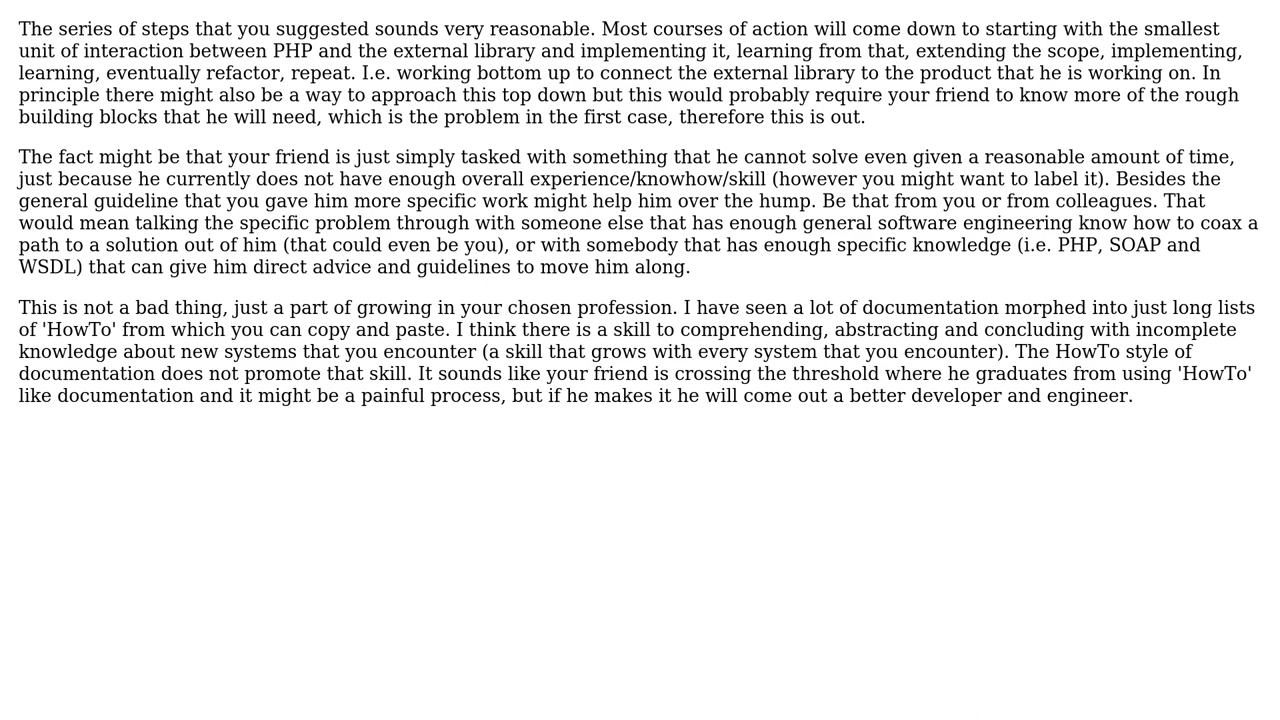 The series of steps that you suggested sounds very reasonable. Most courses of action will come down to starting with the smallest
unit of interaction between PHP and the external library and implementing it, learning from that, extending the scope, implementing,
learning, eventually refactor, repeat. I.e. working bottom up to connect the external library to the product that he is working on. In
principle there might also be a way to approach this top down but this would probably require your friend to know more of the rough
building blocks that he will need, which is the problem in the first case, therefore this is out.
The fact might be that your friend is just simply tasked with something that he cannot solve even given a reasonable amount of time,
just because he currently does not have enough overall experience/knowhow/skill (however you might want to label it). Besides the
general guideline that you gave him more specific work might help him over the hump. Be that from you or from colleagues. That
would mean talking the specific problem through with someone else that has enough general software engineering know how to coax a
path to a solution out of him (that could even be you), or with somebody that has enough specific knowledge (i.e. PHP, SOAP and
WSDL) that can give him direct advice and guidelines to move him along.
This is not a bad thing, just a part of growing in your chosen profession. I have seen a lot of documentation morphed into just long lists
of 'HowTo' from which you can copy and paste. I think there is a skill to comprehending, abstracting and concluding with incomplete
knowledge about new systems that you encounter (a skill that grows with every system that you encounter). The HowTo style of
documentation does not promote that skill. It sounds like your friend is crossing the threshold where he graduates from using 'HowTo'
like documentation and it might be a painful process, but if he makes it he will come out a better developer and engineer.